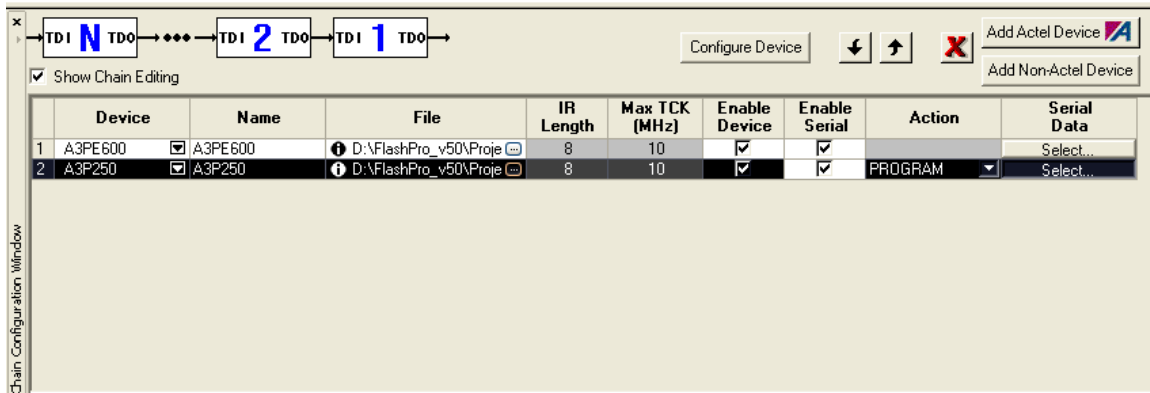 TDI N TDO TDI 2 TDO TDI 1 TDO
Configure Device
Add Actel Device
Show Chain Editing
Add Non-Actel Device
Device Name File IR Length Max TCK (MHz) Enable Device Enable Serial Action Serial Data
1 A3PE600 A3PE600 D:\FlashPro_v50\Proje 8 10 Select...
2 A3P250 A3P250 D:\FlashPro_v50\Proje 8 10 PROGRAM Select...
Chain Configuration Window